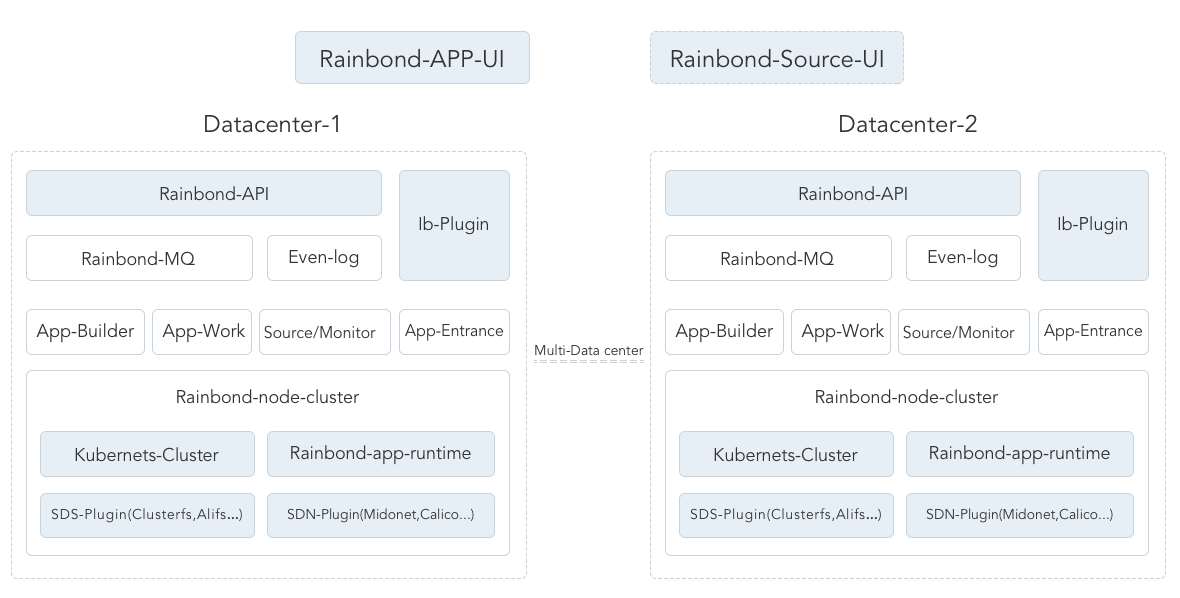 Rainbond-APP-UI
Rainbond-Source-UI
Datacenter-1
Rainbond-API
Ib-Plugin
Rainbond-MQ
Even-log
App-Builder
App-Work
Source/Monitor
App-Entrance
Rainbond-node-cluster
Kubernets-Cluster
Rainbond-app-runtime
SDS-Plugin(Clusterfs,Alifs...)
SDN-Plugin(Midonet,Calico...)
Multi-Data center
Datacenter-2
Rainbond-API
Ib-Plugin
Rainbond-MQ
Even-log
App-Builder
App-Work
Source/Monitor
App-Entrance
Rainbond-node-cluster
Kubernets-Cluster
Rainbond-app-runtime
SDS-Plugin(Clusterfs,Alifs...)
SDN-Plugin(Midonet,Calico...)